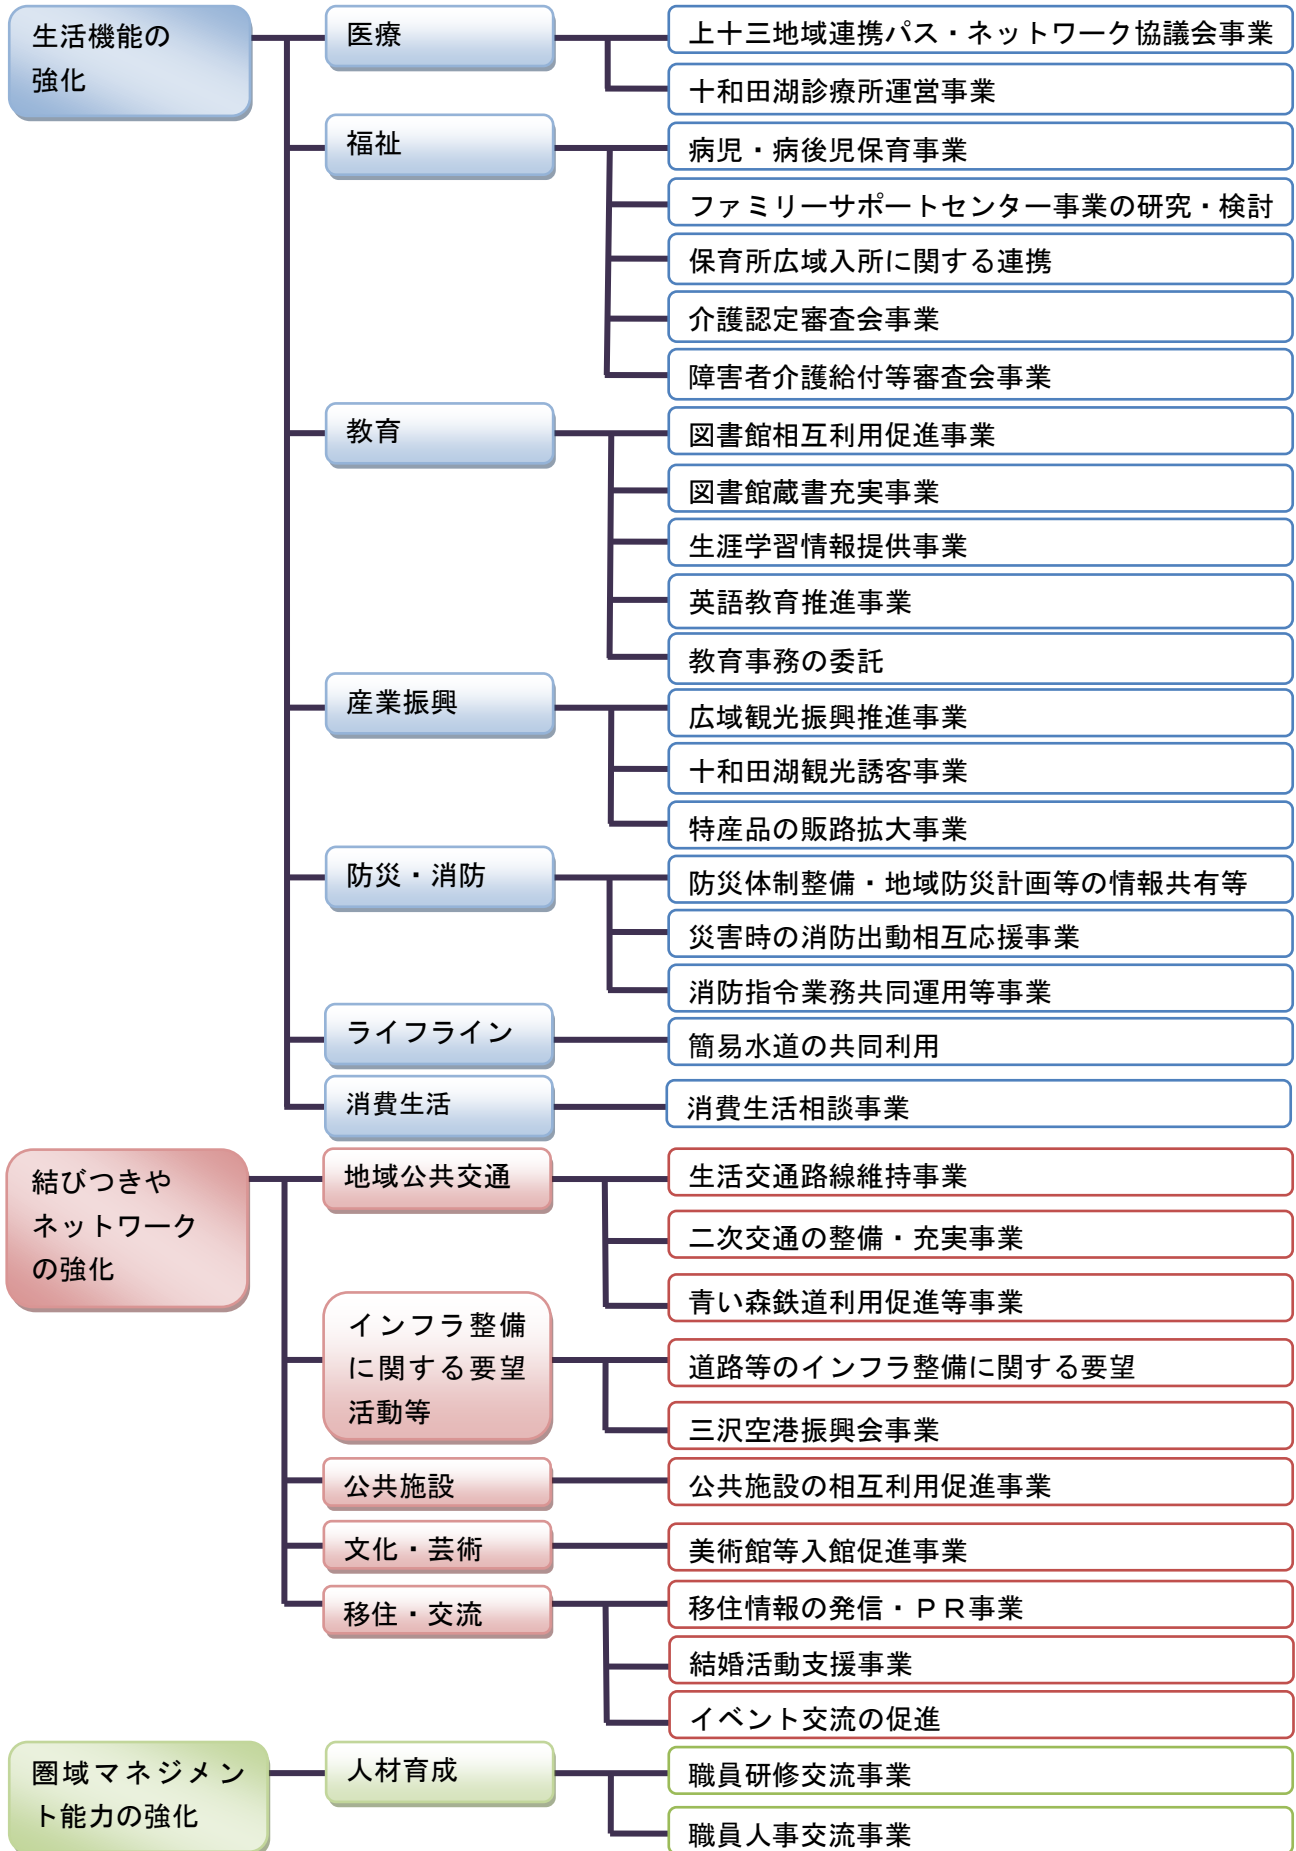 生活機能の
強化
医療
上十三地域連携パス・ネットワーク協議会事業
十和田湖診療所運営事業
福祉
病児・病後児保育事業
ファミリーサポートセンター事業の研究・検討
保育所広域入所に関する連携
介護認定審査会事業
障害者介護給付等審査会事業
教育
図書館相互利用促進事業
図書館蔵書充実事業
生涯学習情報提供事業
英語教育推進事業
教育事務の委託
産業振興
広域観光振興推進事業
十和田湖観光誘客事業
特産品の販路拡大事業
防災・消防
防災体制整備・地域防災計画等の情報共有等
災害時の消防出動相互応援事業
消防指令業務共同運用等事業
ライフライン
簡易水道の共同利用
消費生活
消費生活相談事業
結びつきや
ネットワーク
の強化
地域公共交通
生活交通路線維持事業
二次交通の整備・充実事業
青い森鉄道利用促進等事業
インフラ整備
に関する要望
活動等
道路等のインフラ整備に関する要望
三沢空港振興会事業
公共施設
公共施設の相互利用促進事業
文化・芸術
美術館等入館促進事業
移住・交流
移住情報の発信・ＰＲ事業
結婚活動支援事業
イベント交流の促進
圏域マネジメン
ト能力の強化
人材育成
職員研修交流事業
職員人事交流事業